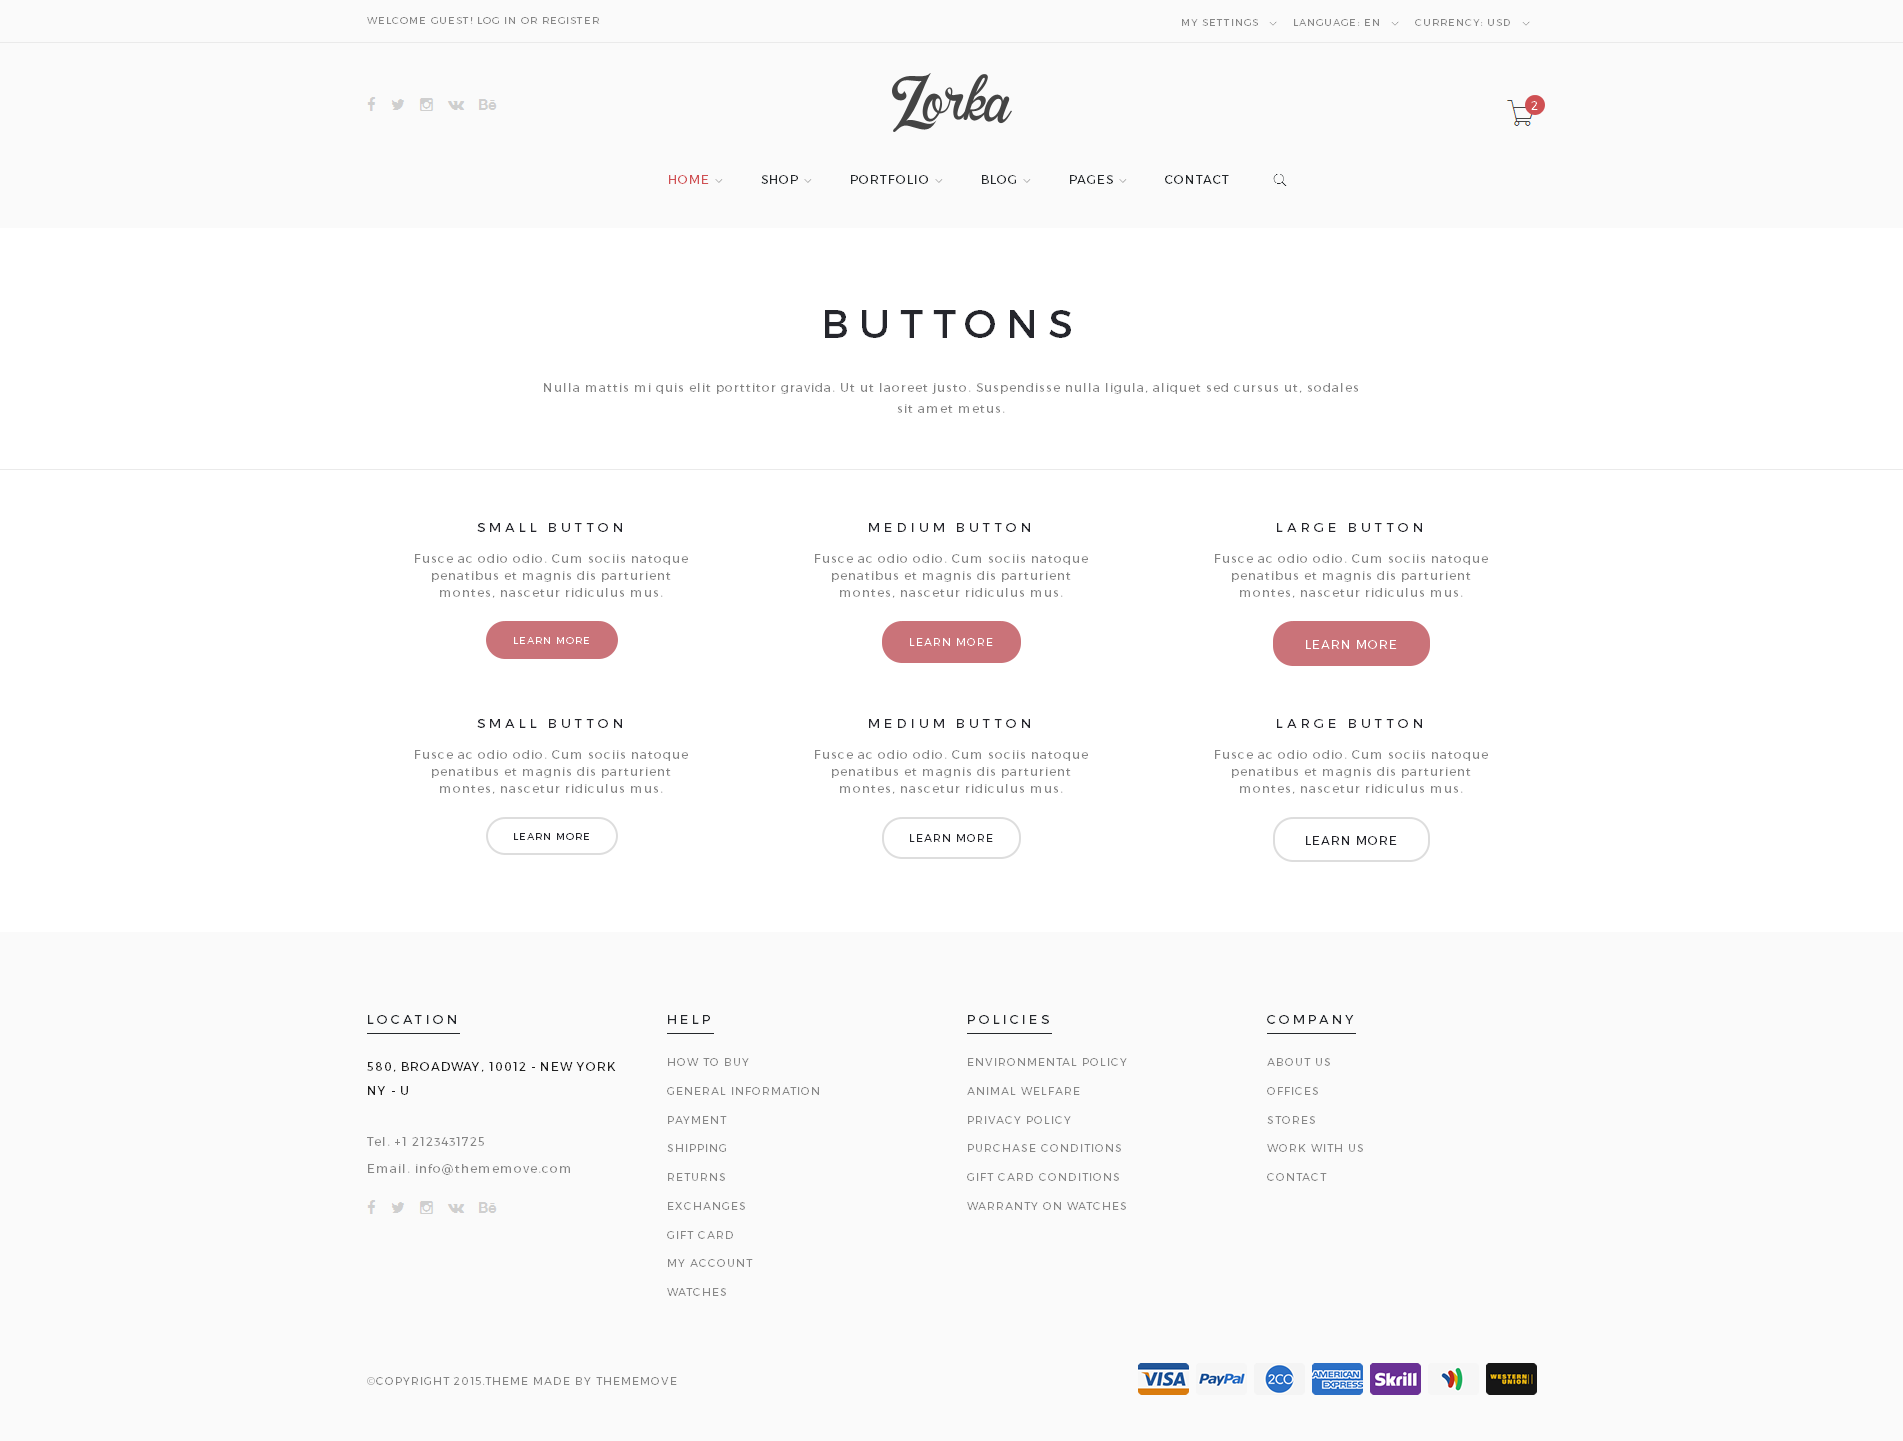 WELCOME GUEST! LOG IN OR REGISTER
MY SETTINGS LANGUAGE: EN CURRENCY: USD
Bē
Zorka
2
HOME SHOP PORTFOLIO BLOG PAGES CONTACT
BUTTONS
Nulla mattis mi quis elit porttitor gravida. Ut ut laoreet justo. Suspendisse nulla ligula, aliquet sed cursus ut, sodales
sit amet metus.
SMALL BUTTON
Fusce ac odio odio. Cum sociis natoque
penatibus et magnis dis parturient
montes, nascetur ridiculus mus.
LEARN MORE
MEDIUM BUTTON
Fusce ac odio odio. Cum sociis natoque
penatibus et magnis dis parturient
montes, nascetur ridiculus mus.
LEARN MORE
LARGE BUTTON
Fusce ac odio odio. Cum sociis natoque
penatibus et magnis dis parturient
montes, nascetur ridiculus mus.
LEARN MORE
SMALL BUTTON
Fusce ac odio odio. Cum sociis natoque
penatibus et magnis dis parturient
montes, nascetur ridiculus mus.
LEARN MORE
MEDIUM BUTTON
Fusce ac odio odio. Cum sociis natoque
penatibus et magnis dis parturient
montes, nascetur ridiculus mus.
LEARN MORE
LARGE BUTTON
Fusce ac odio odio. Cum sociis natoque
penatibus et magnis dis parturient
montes, nascetur ridiculus mus.
LEARN MORE
LOCATION
580, BROADWAY, 10012 - NEW YORK
NY - U
Tel. +1 2123431725
Email. info@thememove.com
Bē
HELP
HOW TO BUY
GENERAL INFORMATION
PAYMENT
SHIPPING
RETURNS
EXCHANGES
GIFT CARD
MY ACCOUNT
WATCHES
POLICIES
ENVIRONMENTAL POLICY
ANIMAL WELFARE
PRIVACY POLICY
PURCHASE CONDITIONS
GIFT CARD CONDITIONS
WARRANTY ON WATCHES
COMPANY
ABOUT US
OFFICES
STORES
WORK WITH US
CONTACT
©COPYRIGHT 2015.THEME MADE BY THEMEMOVE
VISA PayPal 2CO AMERICAN EXPRESS Skrill WESTERN UNION